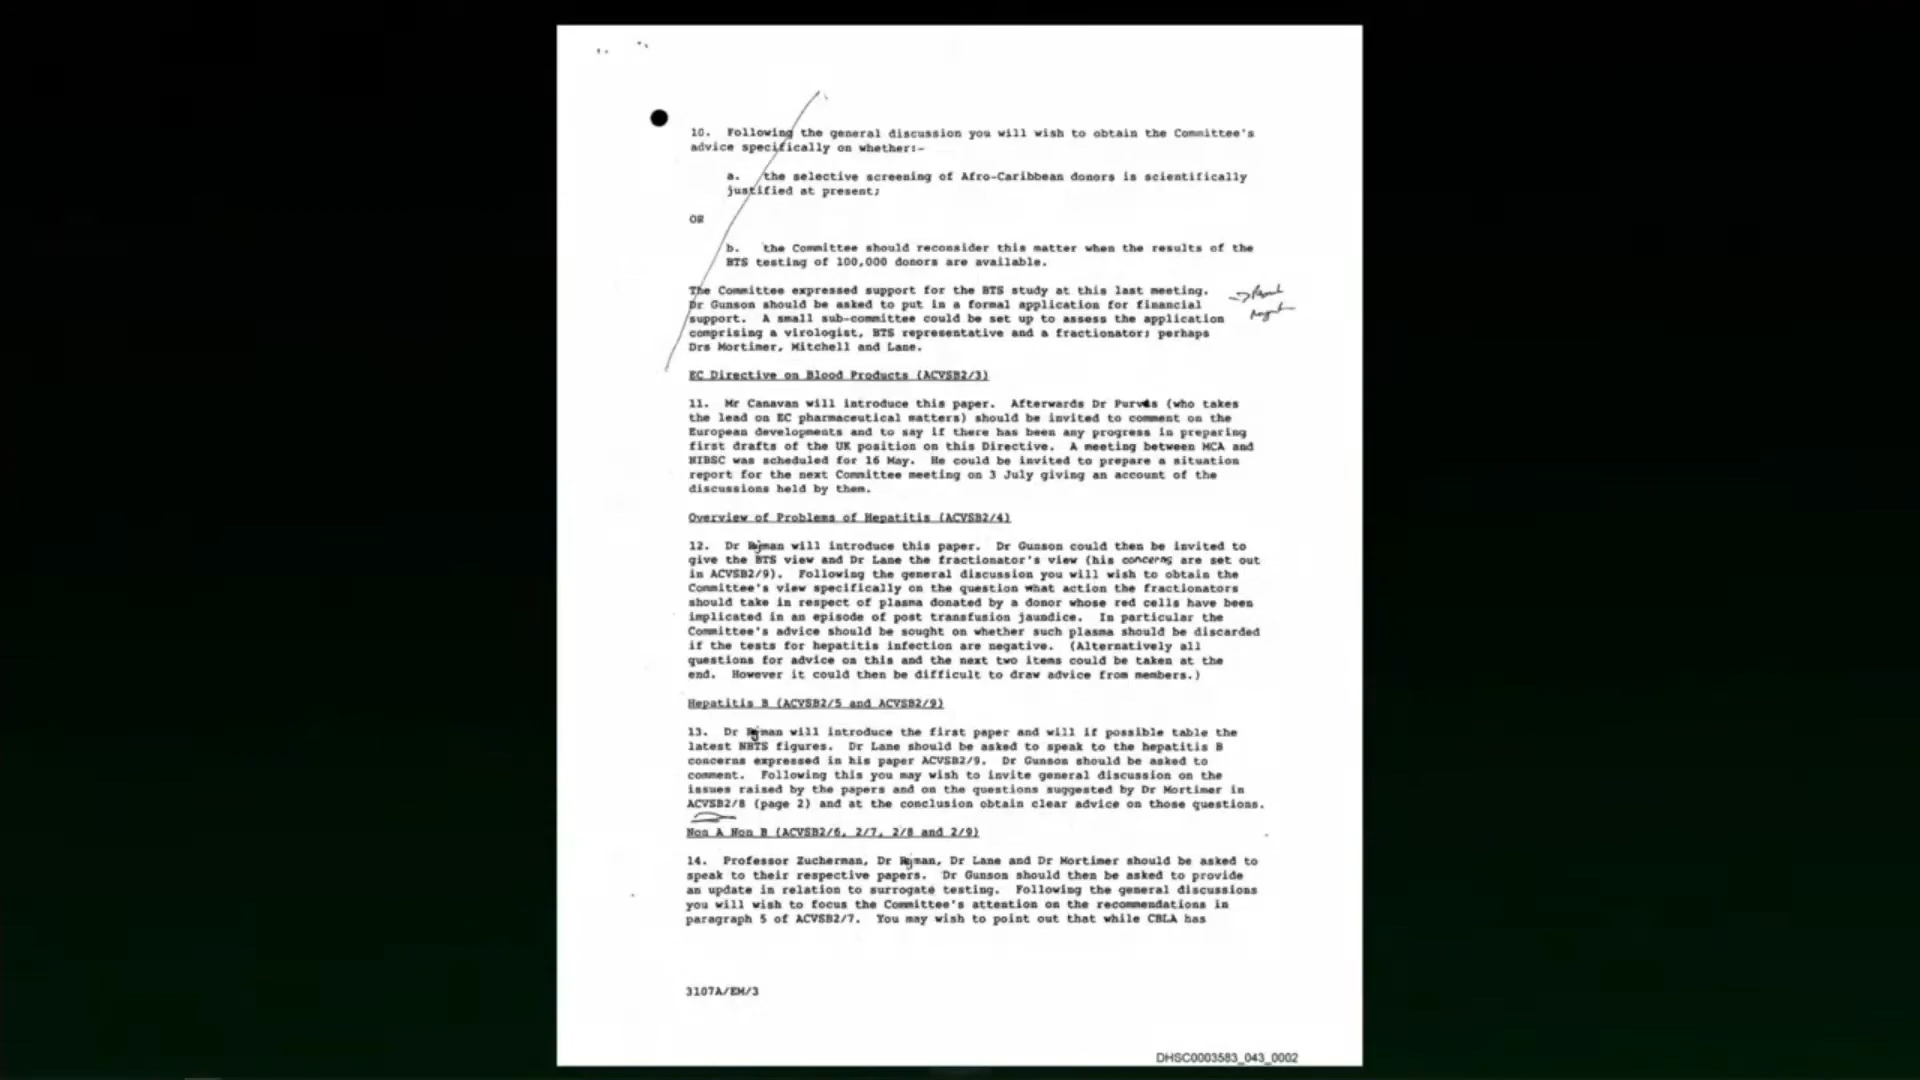 10. Following the general discussion you will wish to obtain the Committee's
advice specifically on whether:-
a. the selective screening of Afro-Caribbean donors is scientifically
justified at present;
OR
b. the Committee should reconsider this matter when the results of the
BTS testing of 100,000 donors are available.
The Committee expressed support for the BTS study at this last meeting.
Dr Gunson should be asked to put in a formal application for financial
support. A small sub-committee could be set up to assess the application
comprising a virologist, BTS representative and a fractionator; perhaps
Drs Mortimer, Mitchell and Lane.
EC Directive on Blood Products (ACVSB2/3)
11. Mr Canavan will introduce this paper. Afterwards Dr Purves (who takes
the lead on EC pharmaceutical matters) should be invited to comment on the
European developments and to say if there has been any progress in preparing
first drafts of the UK position on this Directive. A meeting between MCA and
NIBSC was scheduled for 16 May. He could be invited to prepare a situation
report for the next Committee meeting on 3 July giving an account of the
discussions held by them.
Overview of Problems of Hepatitis (ACVSB2/4)
12. Dr Rejman will introduce this paper. Dr Gunson could then be invited to
give the BTS view and Dr Lane the fractionator's view (his concerns are set out
in ACVSB2/9). Following the general discussion you will wish to obtain the
Committee's view specifically on the question what action the fractionators
should take in respect of plasma donated by a donor whose red cells have been
implicated in an episode of post transfusion jaundice. In particular the
Committee's advice should be sought on whether such plasma should be discarded
if the tests for hepatitis infection are negative. (Alternatively all
questions for advice on this and the next two items could be taken at the
end. However it could then be difficult to draw advice from members.)
Hepatitis B (ACVSB2/5 and ACVSB2/9)
13. Dr Rejman will introduce the first paper and will if possible table the
latest NBTS figures. Dr Lane should be asked to speak to the hepatitis B
concerns expressed in his paper ACVSB2/9. Dr Gunson should be asked to
comment. Following this you may wish to invite general discussion on the
issues raised by the papers and on the questions suggested by Dr Mortimer in
ACVSB2/8 (page 2) and at the conclusion obtain clear advice on those questions.
Non A Non B (ACVSB2/6, 2/7, 2/8 and 2/9)
14. Professor Zucherman, Dr Rejman, Dr Lane and Dr Mortimer should be asked to
speak to their respective papers. Dr Gunson should then be asked to provide
an update in relation to surrogate testing. Following the general discussions
you will wish to focus the Committee's attention on the recommendations in
paragraph 5 of ACVSB2/7. You may wish to point out that while CBLA has
3107A/EM/3
DHSC0003583_043_0002